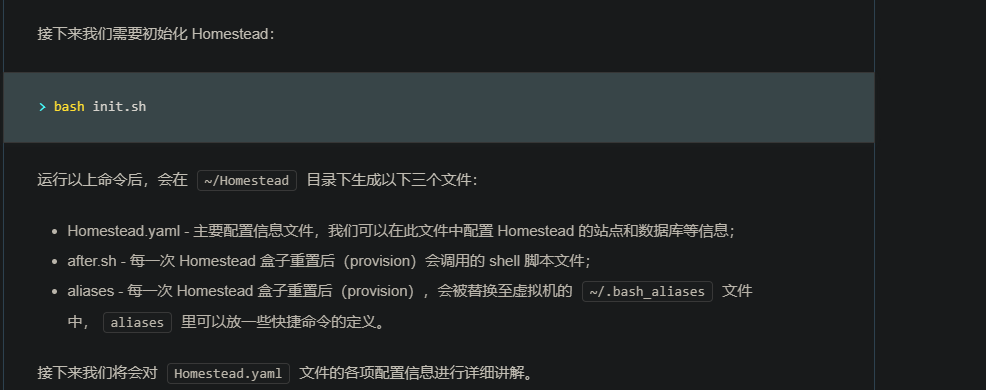 接下来我们需要初始化 Homestead：
> bash init.sh
运行以上命令后，会在 ~/Homestead 目录下生成以下三个文件：
• Homestead.yaml - 主要配置信息文件，我们可以在此文件中配置 Homestead 的站点和数据库等信息；
• after.sh - 每一次 Homestead 盒子重置后（provision）会调用的 shell 脚本文件；
• aliases - 每一次 Homestead 盒子重置后（provision），会被替换至虚拟机的 ~/.bash_aliases 文件
中， aliases 里可以放一些快捷命令的定义。
接下来我们将会对 Homestead.yaml 文件的各项配置信息进行详细讲解。